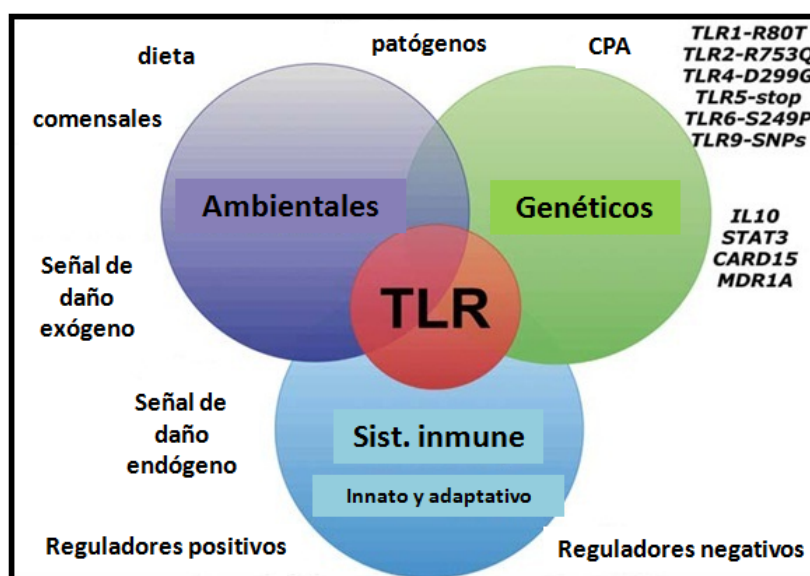 dieta
patógenos
CPA
TLR1-R80T
TLR2-R753Q
TLR4-D299G
TLR5-stop
TLR6-S249P
TLR9-SNPs
comensales
Ambientales
Genéticos
IL10
STAT3
CARD15
MDR1A
Señal de
daño
exógeno
TLR
Señal de
daño
endógeno
Sist. inmune
Innato y adaptativo
Reguladores positivos
Reguladores negativos